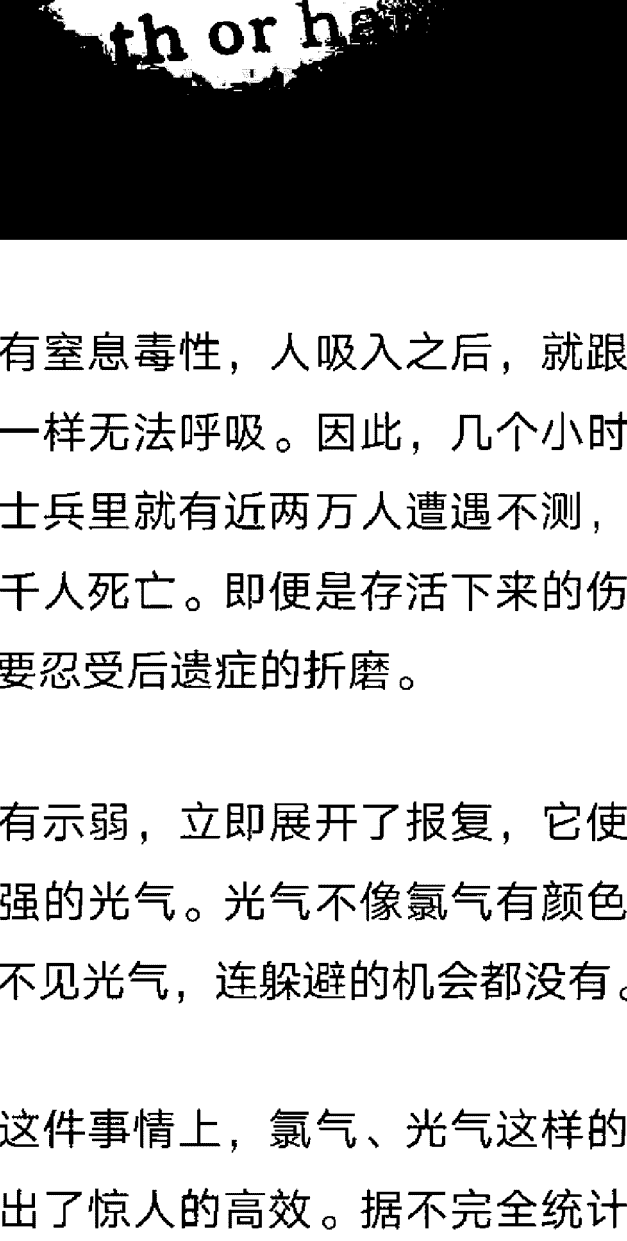 th or ha
有窒息毒性，人吸入之后，就跟
一样无法呼吸。因此，几个小时
士兵里就有近两万人遭遇不测，
千人死亡。即便是存活下来的伤
要忍受后遗症的折磨。
有示弱，立即展开了报复，它使
强的光气。光气不像氯气有颜色
不见光气，连躲避的机会都没有。
这件事情上，氯气、光气这样的
出了惊人的高效。据不完全统计